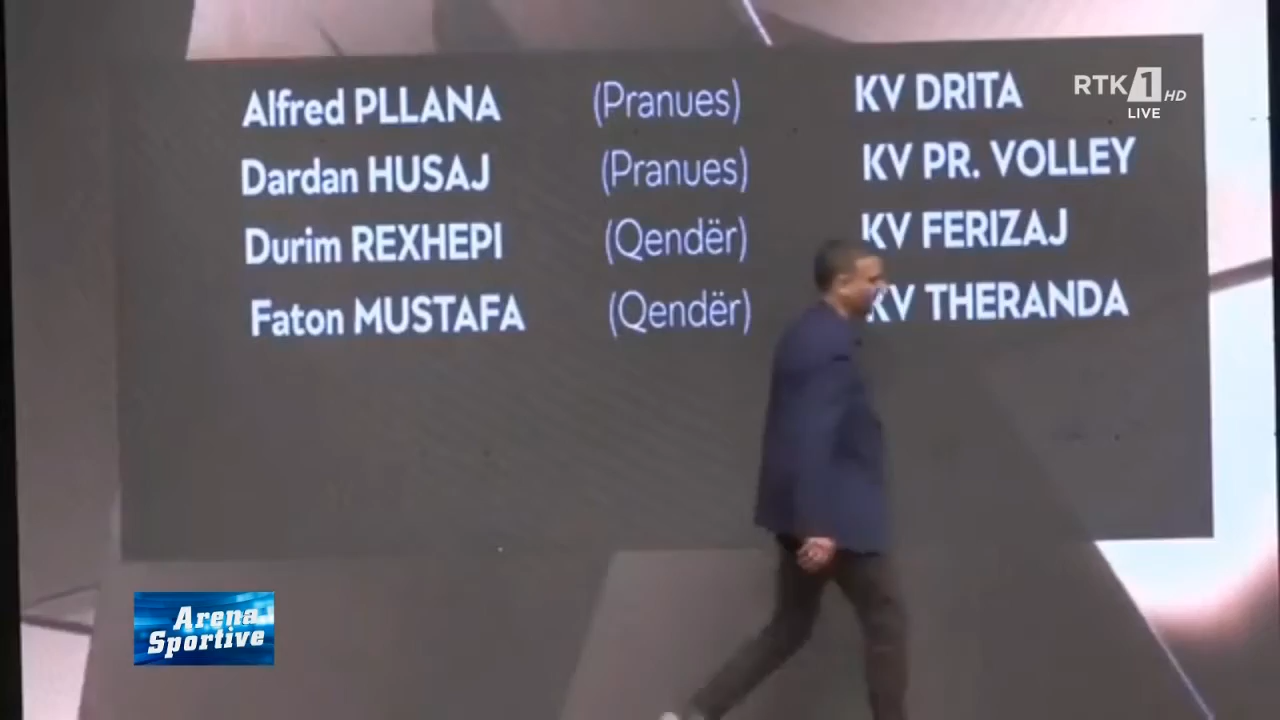 Alfred PLLANA (Pranues) KV DRITA
Dardan HUSAJ (Pranues) KV PR. VOLLEY
Durim REXHEPI (Qendër) KV FERIZAJ
Faton MUSTAFA (Qendër) KV THERANDA
RTK 1 HD
LIVE
Arena
Sportive